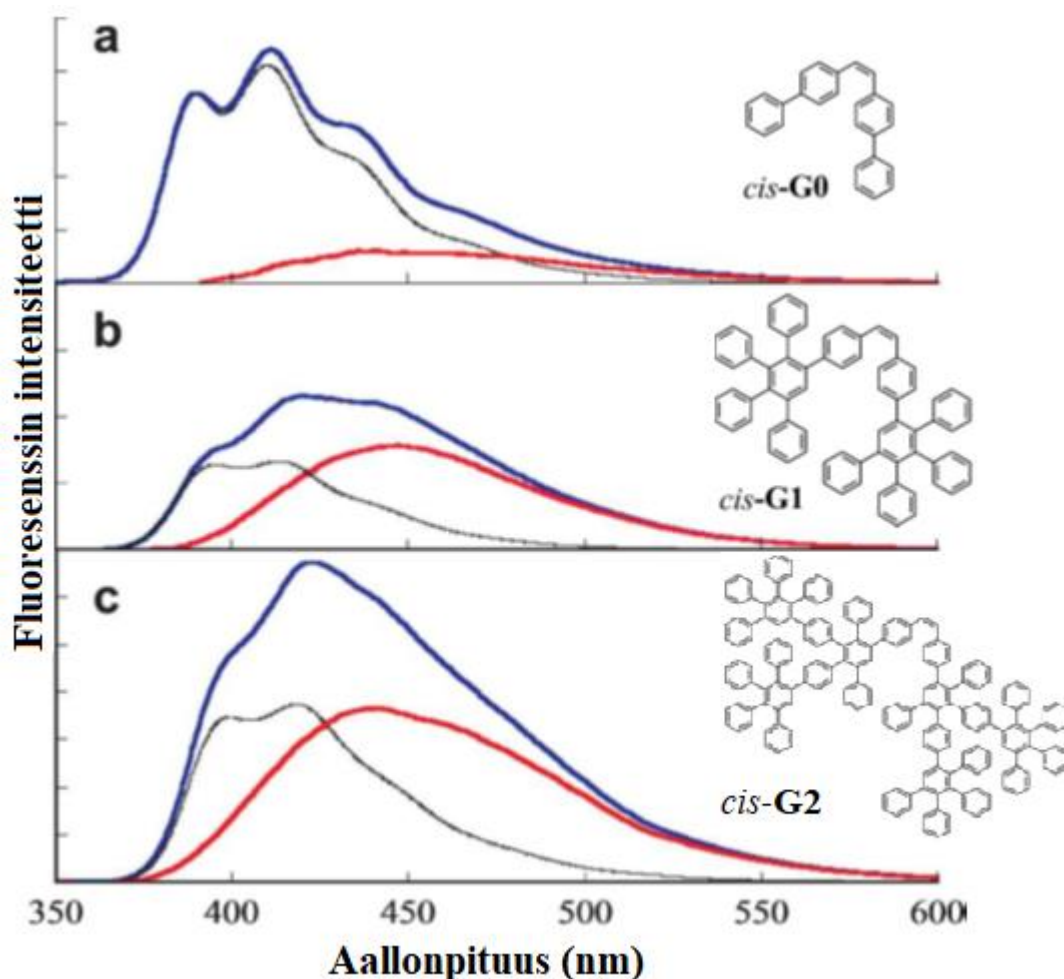 a
cis-G0
b
cis-G1
c
cis-G2
Fluoresenssin intensiteetti
350 400 450 500 550 600
Aallonpituus (nm)